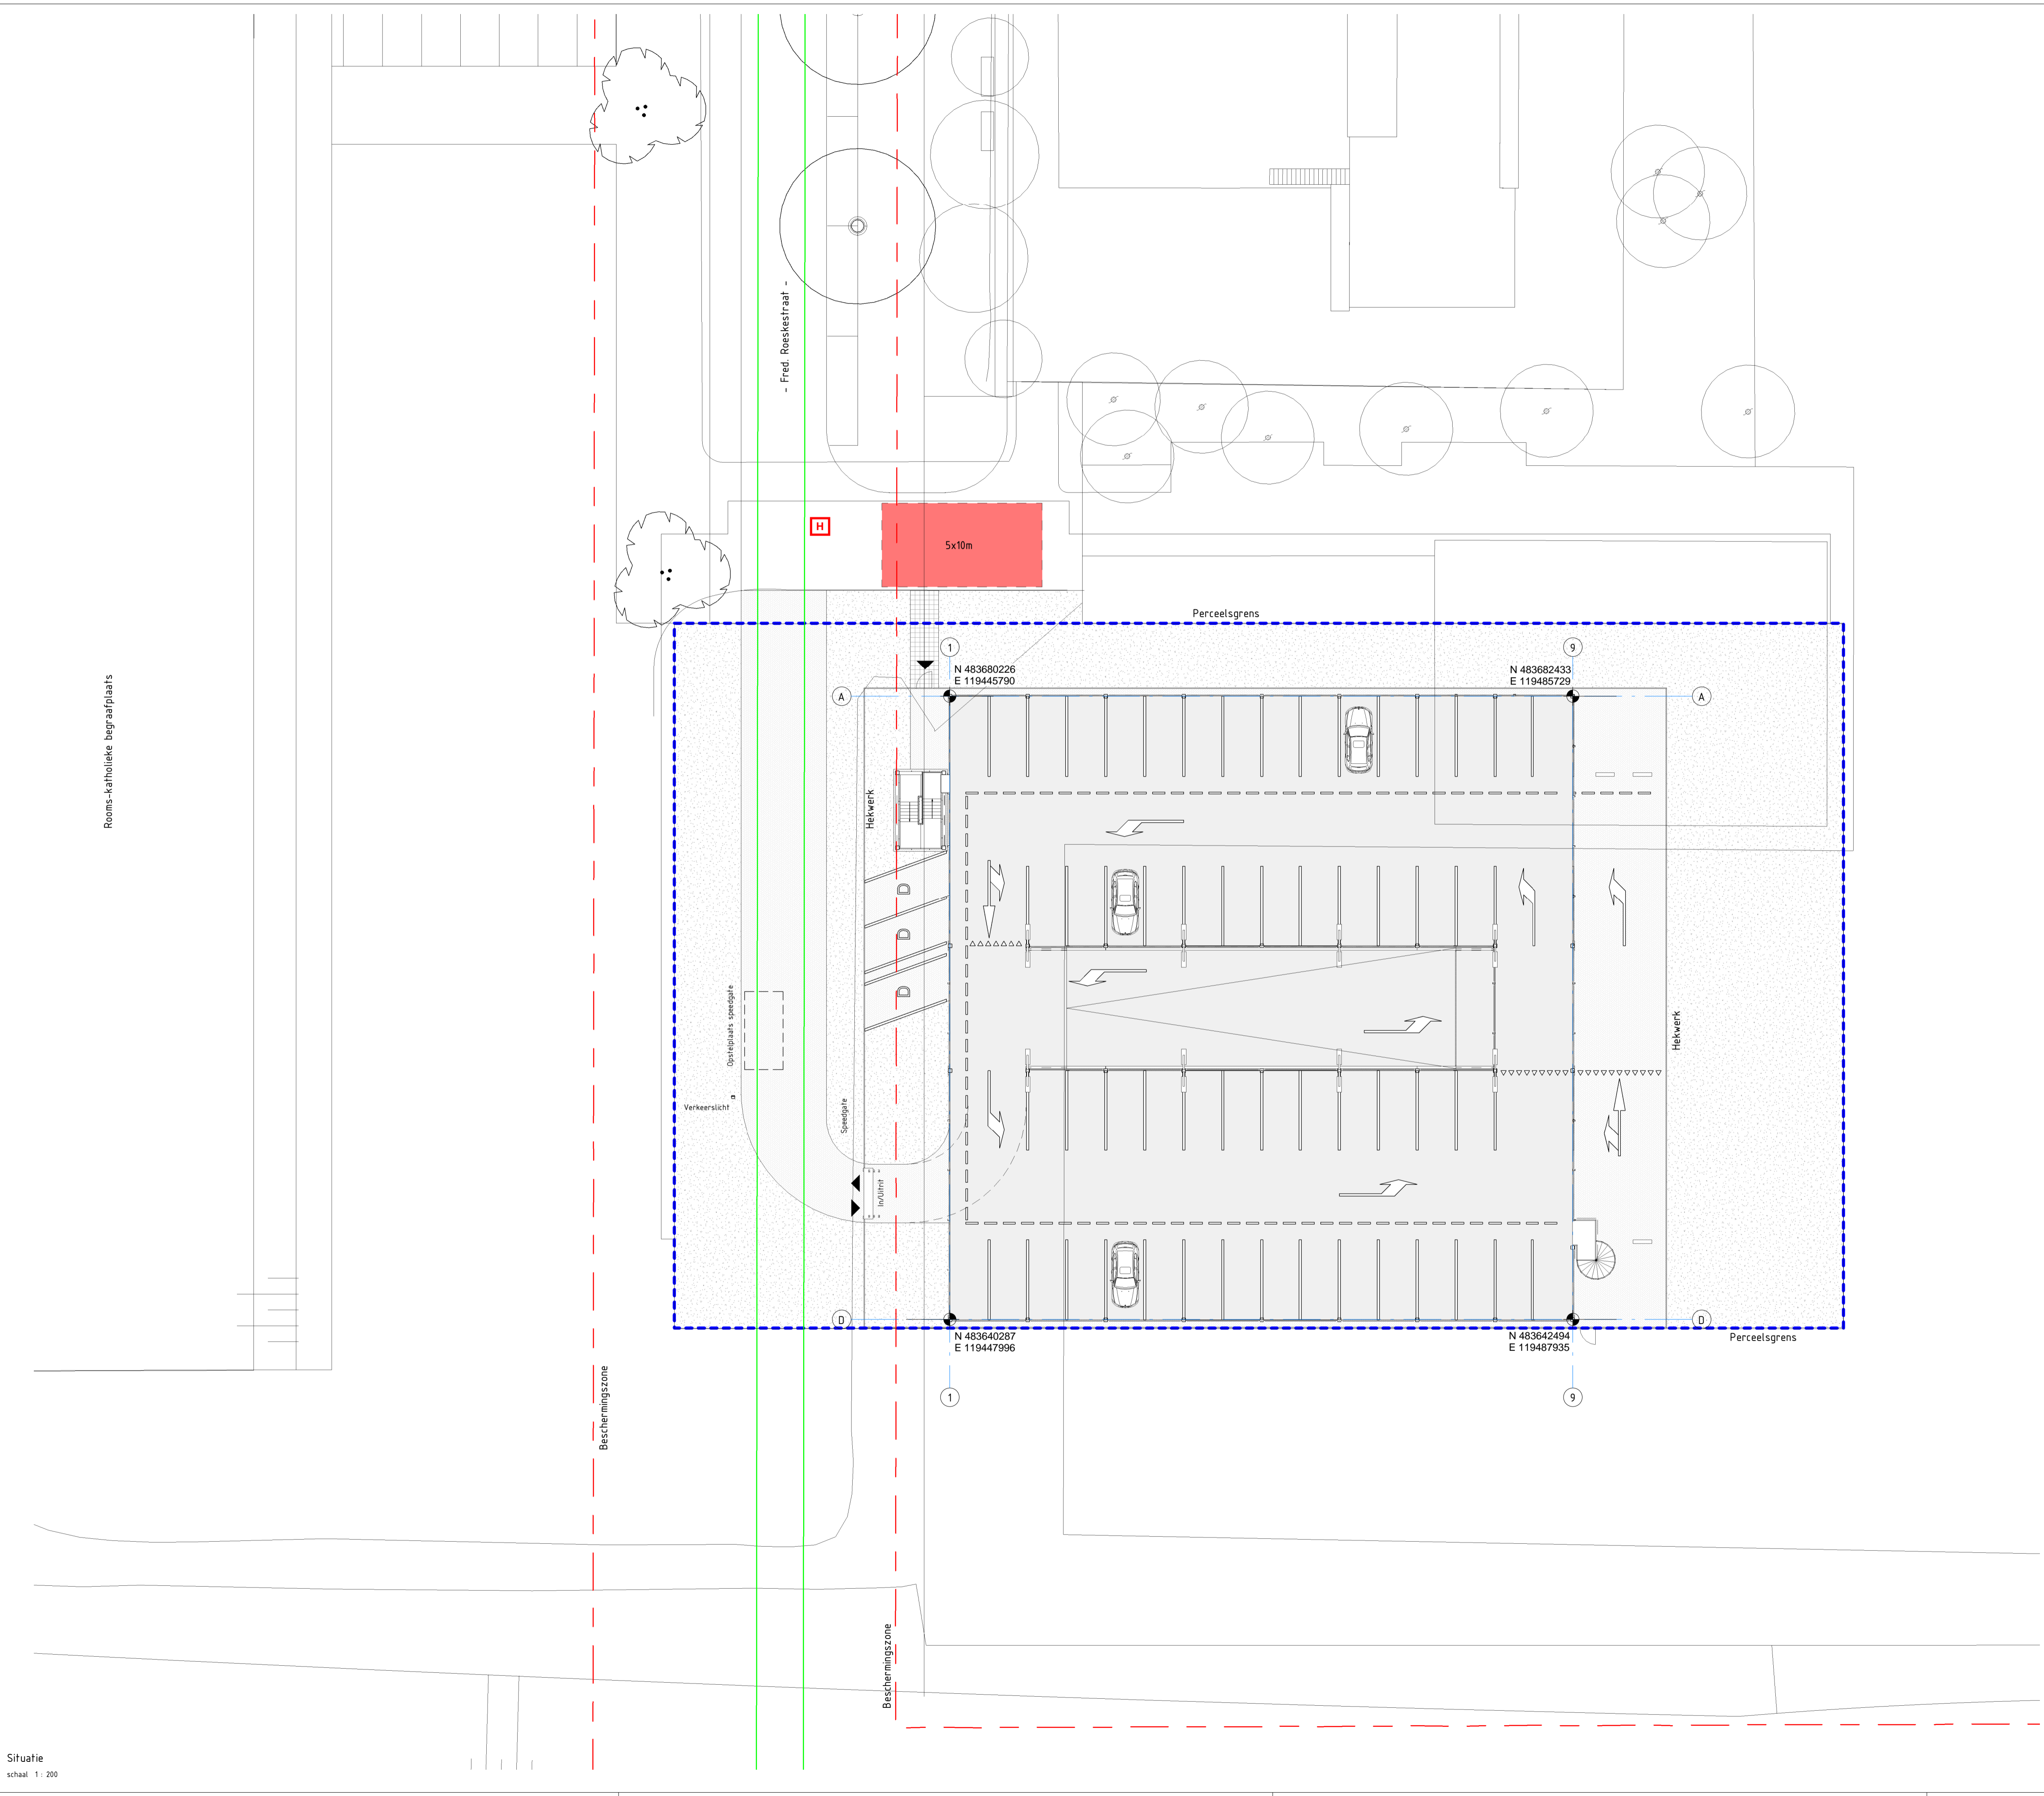 - Fred. Roeskestraat -
H
5x10m
Perceelsgrens
1
9
N 483680226
E 119445790
N 483682433
E 119485729
A
A
Rooms-katholieke begraafplaats
Hekwerk
D
D
D
Opstelplaats speedgate
Hekwerk
Verkeerslicht
Speedgate
In/Uitrit
D
D
N 483640287
E 119447996
N 483642494
E 119487935
Perceelsgrens
1
9
Beschermingszone
Beschermingszone
Situatie
schaal 1 : 200